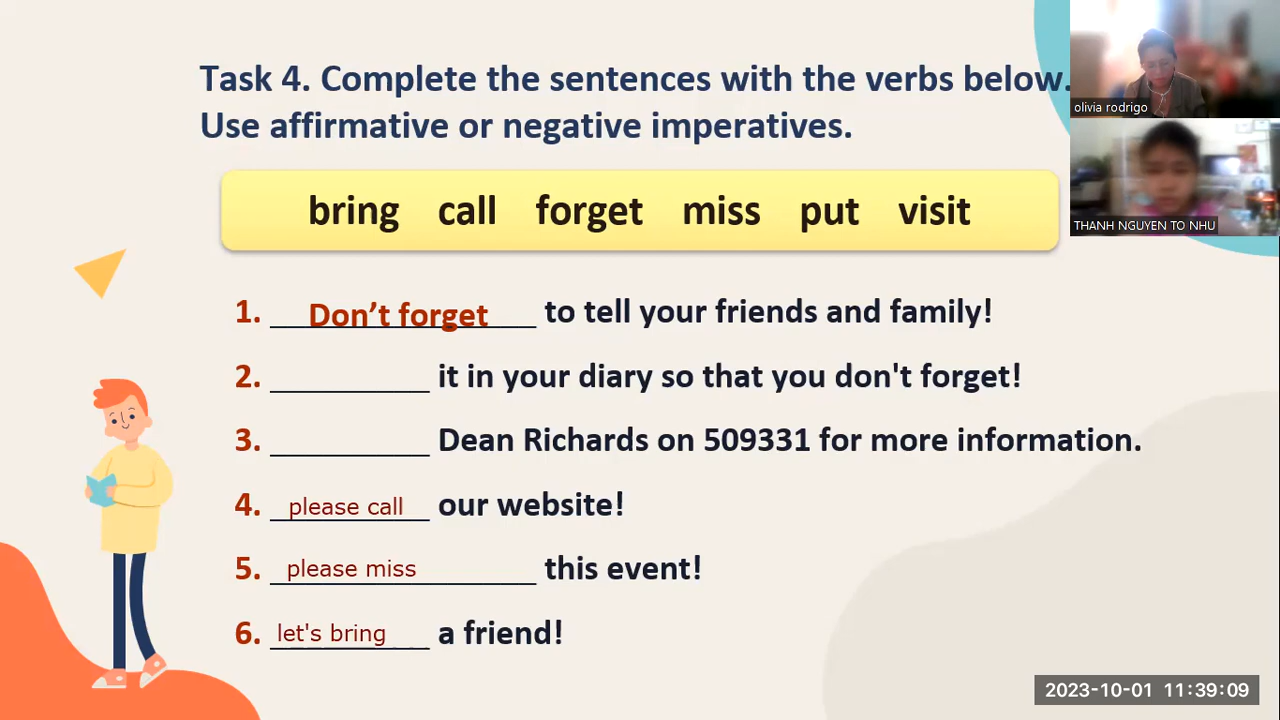 Task 4. Complete the sentences with the verbs below.
Use affirmative or negative imperatives.
olivia rodrigo
THANH NGUYEN TO NHU
bring call forget miss put visit
1. Don't forget to tell your friends and family!
2. __________ it in your diary so that you don't forget!
3. __________ Dean Richards on 509331 for more information.
4. please call our website!
5. please miss this event!
6. let's bring a friend!
2023-10-01 11:39:09